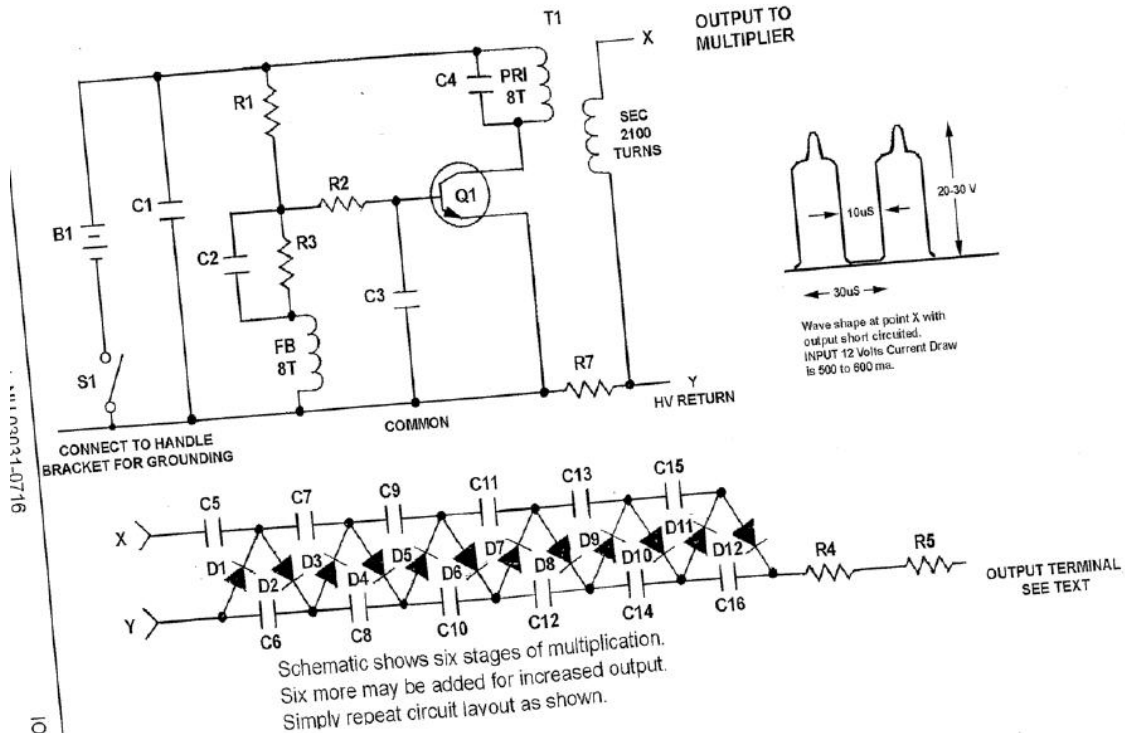 T1
OUTPUT TO
MULTIPLIER
X
C4
PRI
8T
R1
SEC
2100
TURNS
R2
Q1
20-30 V
C1
10uS
B1
R3
C2
C3
30uS
FB
8T
Wave shape at point X with
output short circuited.
INPUT 12 Volts Current Draw
is 500 to 600 ma.
S1
R7
Y
HV RETURN
COMMON
CONNECT TO HANDLE
BRACKET FOR GROUNDING
C5
C7
C9
C11
C13
C15
X
D1
D2
D3
D4
D5
D6
D7
D8
D9
D10
D11
D12
R4
R5
OUTPUT TERMINAL
SEE TEXT
Y
C6
C8
C10
C12
C14
C16
Schematic shows six stages of multiplication.
Six more may be added for increased output.
Simply repeat circuit layout as shown.